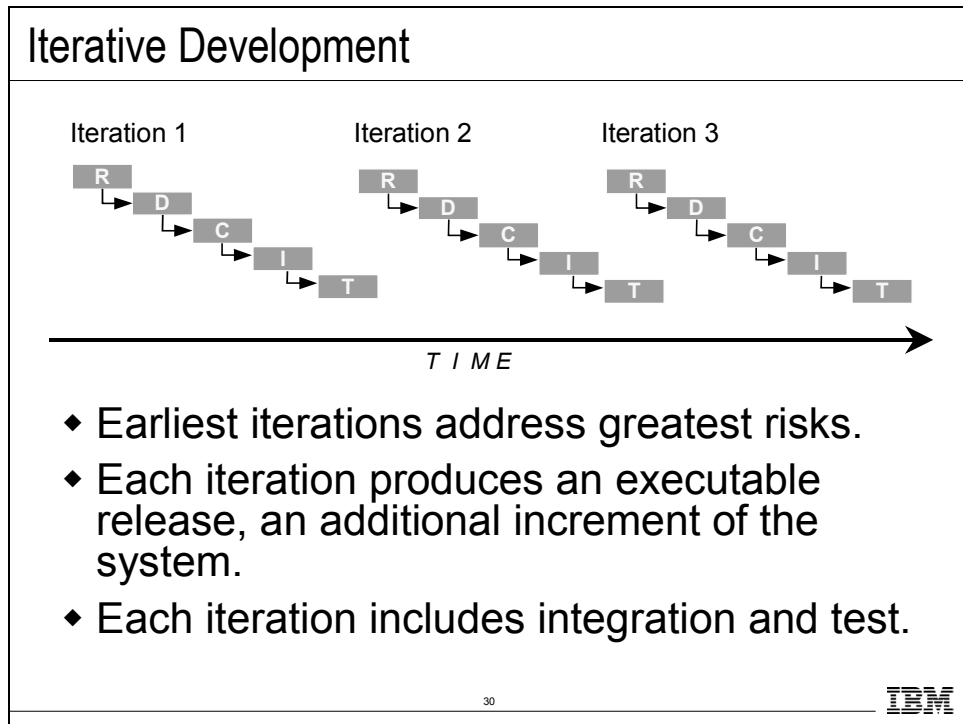 Iterative Development
Iteration 1
Iteration 2
Iteration 3
R
D
C
I
T
R
D
C
I
T
R
D
C
I
T
T I M E
◆ Earliest iterations address greatest risks.
◆ Each iteration produces an executable
release, an additional increment of the
system.
◆ Each iteration includes integration and test.
30
IBM